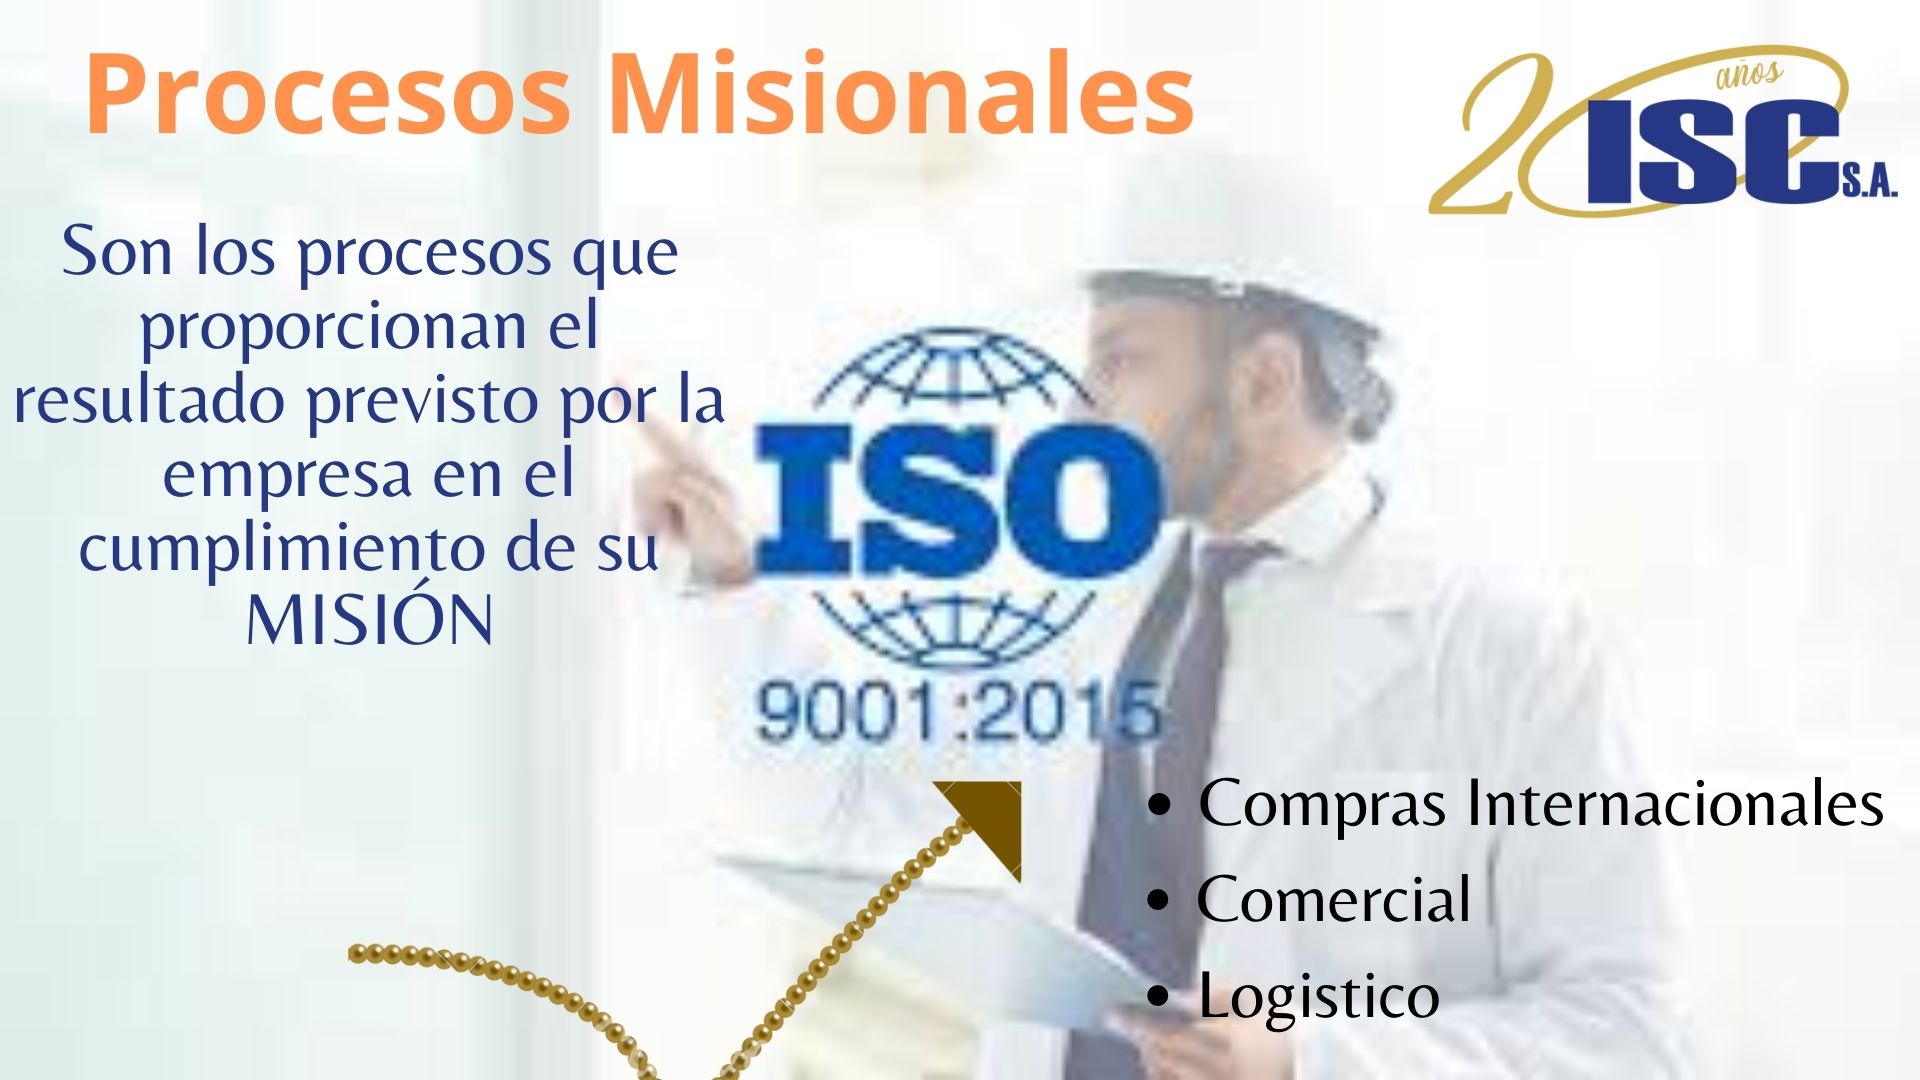 Procesos Misionales
20 años
ISC S.A.
Son los procesos que
proporcionan el
resultado previsto por la
empresa en el
cumplimiento de su
MISIÓN
ISO
9001:2015
• Compras Internacionales
• Comercial
• Logistico